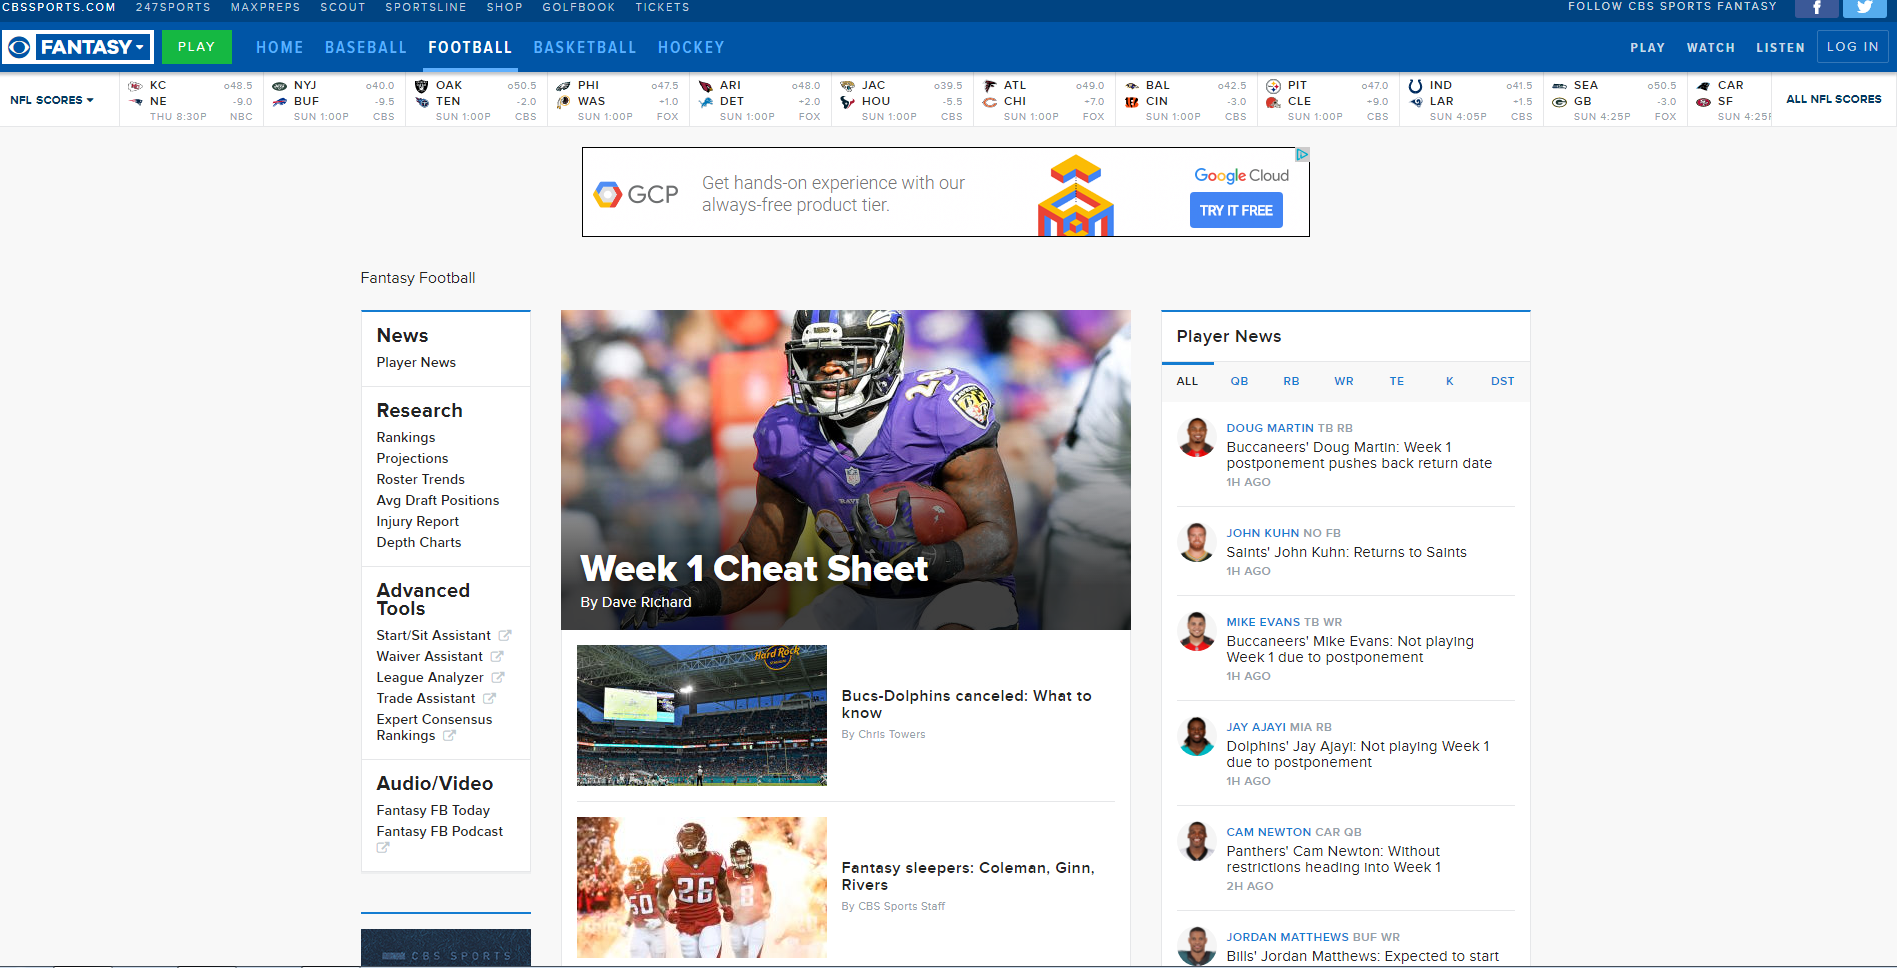 CBSSPORTS.COM 247SPORTS MAXPREPS SCOUT SPORTSLINE SHOP GOLFBOOK TICKETS
FOLLOW CBS SPORTS FANTASY
FANTASY PLAY HOME BASEBALL FOOTBALL BASKETBALL HOCKEY
PLAY WATCH LISTEN LOG IN
NFL SCORES
KC o48.5
NE -9.0
THU 8:30P NBC
NYJ o40.0
BUF -9.5
SUN 1:00P CBS
OAK o50.5
TEN -2.0
SUN 1:00P CBS
PHI o47.5
WAS +1.0
SUN 1:00P FOX
ARI o48.0
DET +2.0
SUN 1:00P FOX
JAC o39.5
HOU -5.5
SUN 1:00P CBS
ATL o49.0
CHI +7.0
SUN 1:00P FOX
BAL o42.5
CIN -3.0
SUN 1:00P CBS
PIT o47.0
CLE +9.0
SUN 1:00P CBS
IND o41.5
LAR +1.5
SUN 4:05P CBS
SEA o50.5
GB -3.0
SUN 4:25P FOX
CAR
SF
SUN 4:25P
ALL NFL SCORES
GCP
Get hands-on experience with our
always-free product tier.
Google Cloud
TRY IT FREE
Fantasy Football
News
Player News
Research
Rankings
Projections
Roster Trends
Avg Draft Positions
Injury Report
Depth Charts
Advanced
Tools
Start/Sit Assistant
Waiver Assistant
League Analyzer
Trade Assistant
Expert Consensus
Rankings
Audio/Video
Fantasy FB Today
Fantasy FB Podcast
CBS SPORTS
RAVENS
Week 1 Cheat Sheet
By Dave Richard
Hard Rock
STADIUM
Bucs-Dolphins canceled: What to
know
By Chris Towers
50
26
8
Fantasy sleepers: Coleman, Ginn,
Rivers
By CBS Sports Staff
Player News
ALL QB RB WR TE K DST
DOUG MARTIN TB RB
Buccaneers' Doug Martin: Week 1
postponement pushes back return date
1H AGO
JOHN KUHN NO FB
Saints' John Kuhn: Returns to Saints
1H AGO
MIKE EVANS TB WR
Buccaneers' Mike Evans: Not playing
Week 1 due to postponement
1H AGO
JAY AJAYI MIA RB
Dolphins' Jay Ajayi: Not playing Week 1
due to postponement
1H AGO
CAM NEWTON CAR QB
Panthers' Cam Newton: Without
restrictions heading into Week 1
2H AGO
JORDAN MATTHEWS BUF WR
Bills' Jordan Matthews: Expected to start